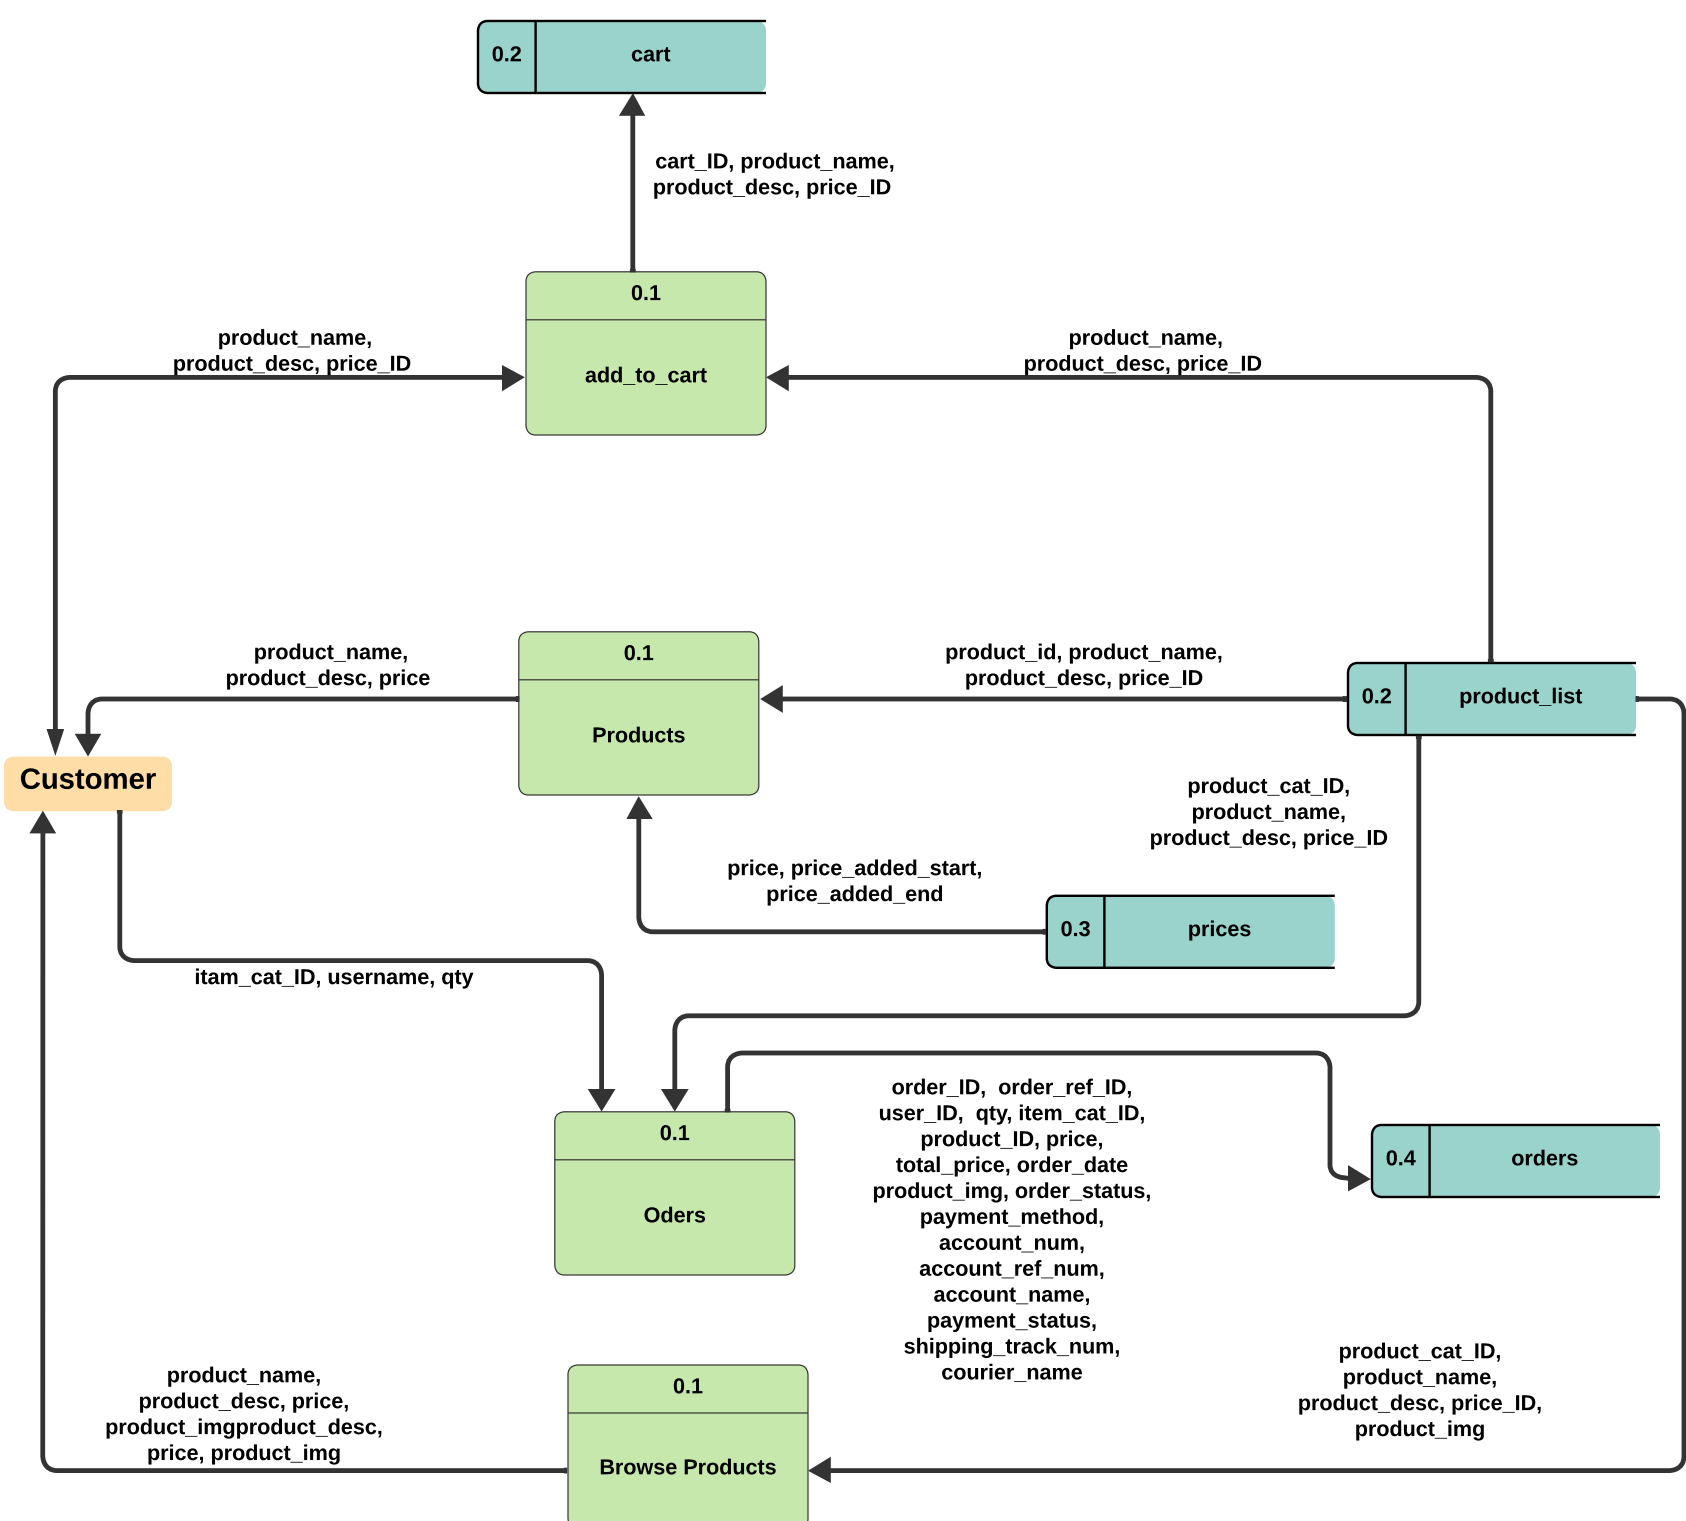 0.2
cart
cart_ID, product_name,
product_desc, price_ID
0.1
add_to_cart
product_name,
product_desc, price_ID
product_name,
product_desc, price_ID
product_name,
product_desc, price
0.1
Products
product_id, product_name,
product_desc, price_ID
0.2
product_list
Customer
product_cat_ID,
product_name,
product_desc, price_ID
price, price_added_start,
price_added_end
0.3
prices
itam_cat_ID, username, qty
0.1
Oders
order_ID,  order_ref_ID,
user_ID,  qty, item_cat_ID,
product_ID, price,
total_price, order_date
product_img, order_status,
payment_method,
account_num,
account_ref_num,
account_name,
payment_status,
shipping_track_num,
courier_name
0.4
orders
product_name,
product_desc, price,
product_imgproduct_desc,
price, product_img
0.1
Browse Products
product_cat_ID,
product_name,
product_desc, price_ID,
product_img